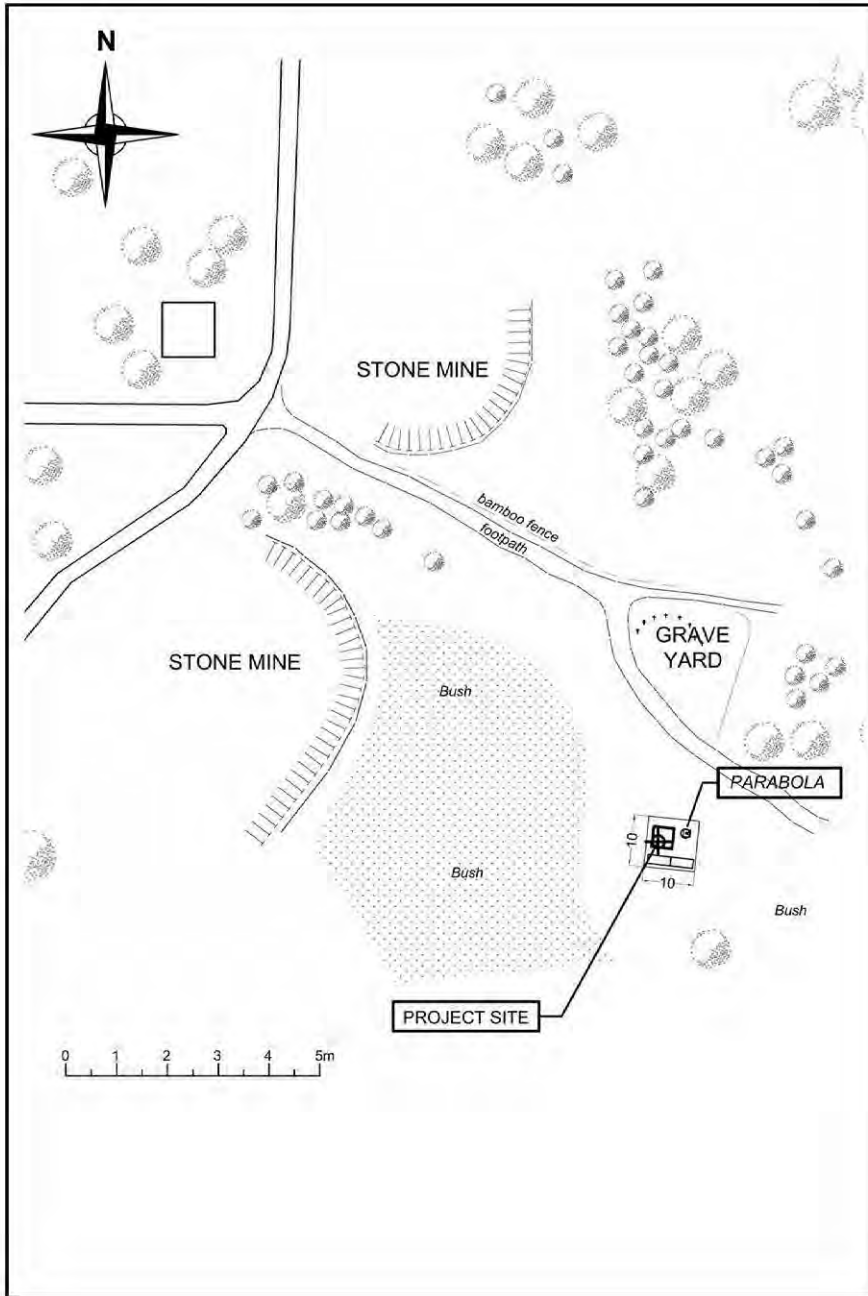 N
STONE MINE
bamboo fence
footpath
STONE MINE
GRAVE
YARD
Bush
PARABOLA
10
10
Bush
Bush
PROJECT SITE
0 1 2 3 4 5m